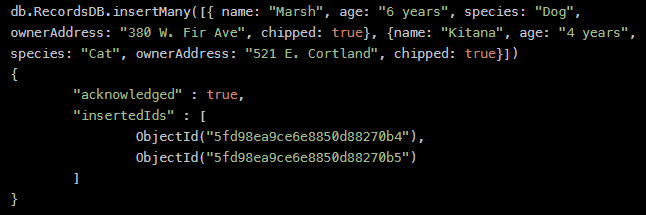 db.RecordsDB.insertMany([{ name: "Marsh", age: "6 years", species: "Dog",
ownerAddress: "380 W. Fir Ave", chipped: true}, {name: "Kitana", age: "4 years",
species: "Cat", ownerAddress: "521 E. Cortland", chipped: true}])
{
        "acknowledged" : true,
        "insertedIds" : [
                ObjectId("5fd98ea9ce6e8850d88270b4"),
                ObjectId("5fd98ea9ce6e8850d88270b5")
        ]
}